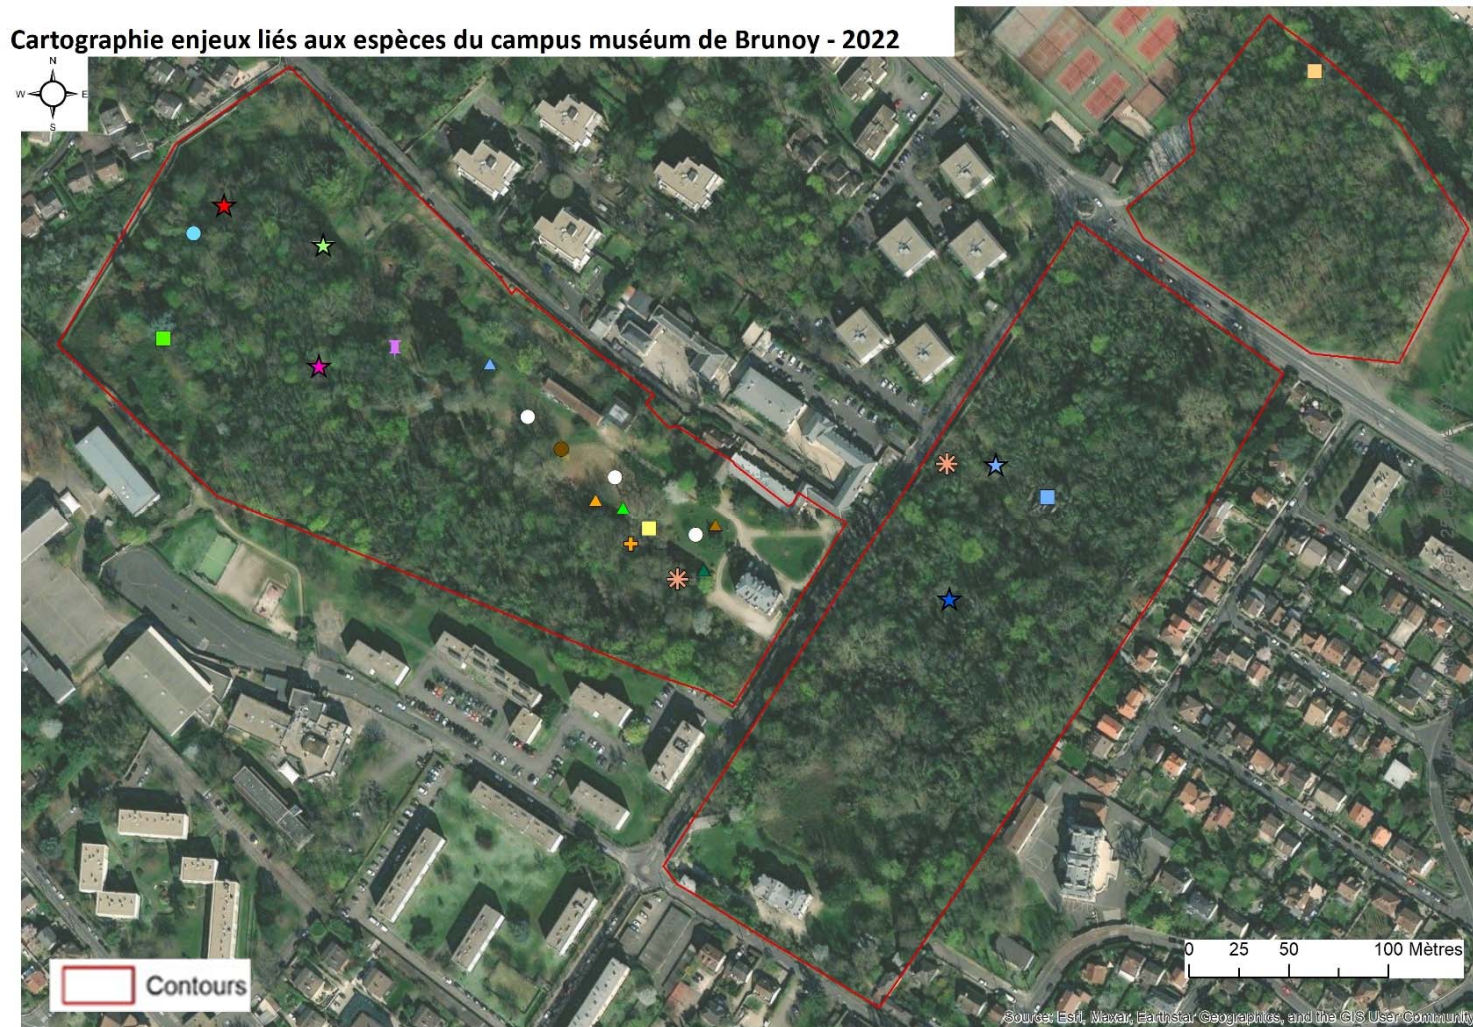 Cartographie enjeux liés aux espèces du campus muséum de Brunoy - 2022
N
W E
S
0 25 50 100 Mètres
Contours
Source: Esri, Maxar, Earthstar Geographics, and the GIS User Community